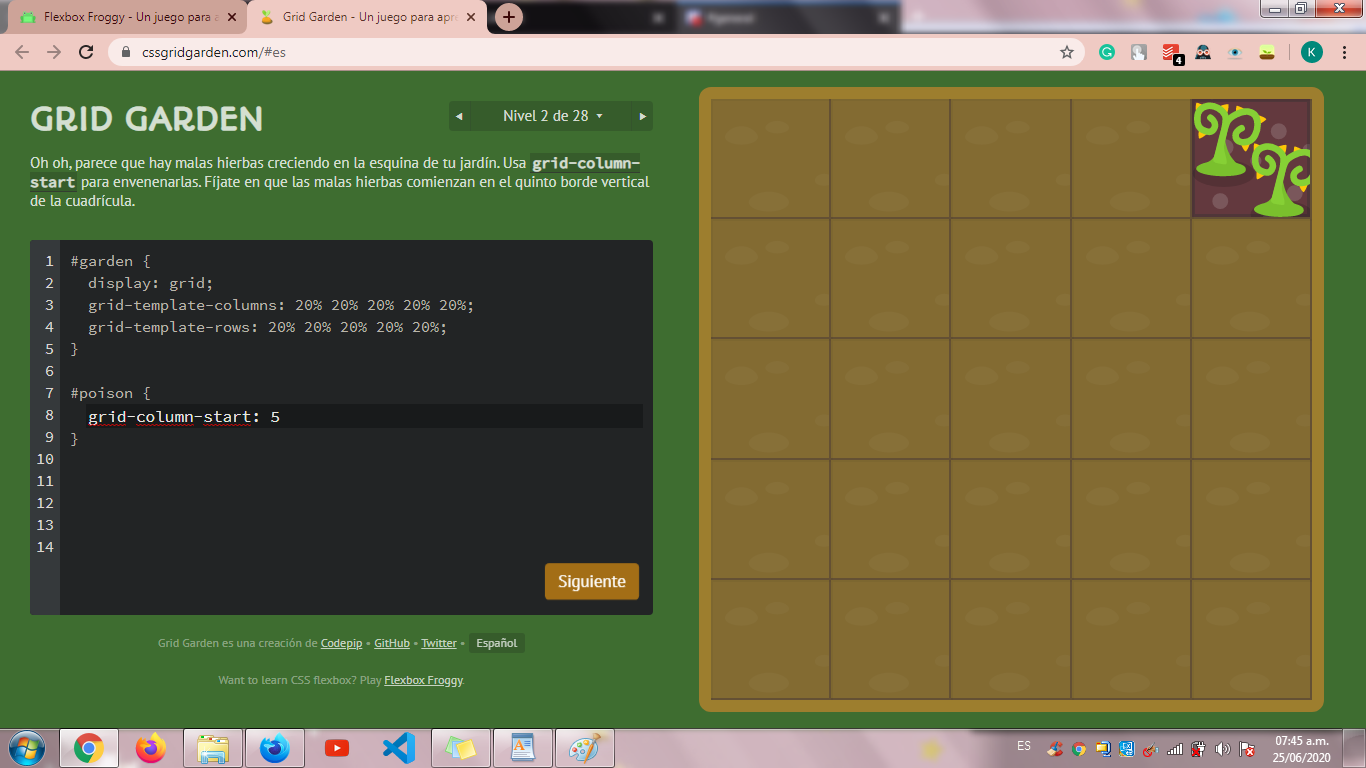 Flexbox Froggy - Un juego para a
Grid Garden - Un juego para apre
cssgridgarden.com/#es
4
K
GRID GARDEN
◄ Nivel 2 de 28 ▾ ►
Oh oh, parece que hay malas hierbas creciendo en la esquina de tu jardín. Usa grid-column-
start para envenenarlas. Fíjate en que las malas hierbas comienzan en el quinto borde vertical
de la cuadrícula.
1 #garden {
2 display: grid;
3 grid-template-columns: 20% 20% 20% 20% 20%;
4 grid-template-rows: 20% 20% 20% 20% 20%;
5 }
6
7 #poison {
8 grid-column-start: 5
9 }
10
11
12
13
14
Siguiente
Grid Garden es una creación de Codepip • GitHub • Twitter • Español
Want to learn CSS flexbox? Play Flexbox Froggy.
ES
07:45 a.m.
25/06/2020